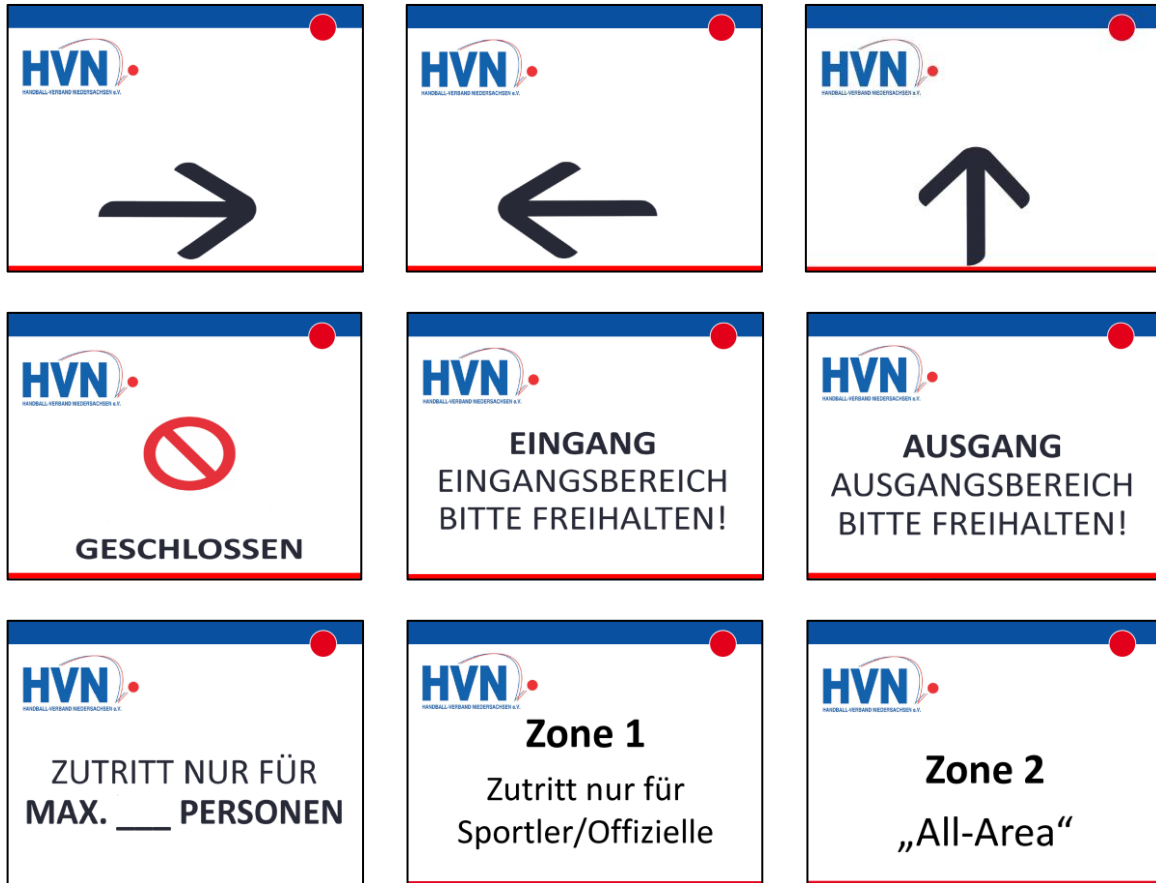 HVN
HANDBALL-VERBAND NIEDERSACHSEN e.V.
HVN
HANDBALL-VERBAND NIEDERSACHSEN e.V.
HVN
HANDBALL-VERBAND NIEDERSACHSEN e.V.
HVN
HANDBALL-VERBAND NIEDERSACHSEN e.V.
GESCHLOSSEN
HVN
HANDBALL-VERBAND NIEDERSACHSEN e.V.
EINGANG
EINGANGSBEREICH
BITTE FREIHALTEN!
HVN
HANDBALL-VERBAND NIEDERSACHSEN e.V.
AUSGANG
AUSGANGSBEREICH
BITTE FREIHALTEN!
HVN
HANDBALL-VERBAND NIEDERSACHSEN e.V.
ZUTRITT NUR FÜR
MAX. ___ PERSONEN
HVN
HANDBALL-VERBAND NIEDERSACHSEN e.V.
Zone 1
Zutritt nur für
Sportler/Offizielle
HVN
HANDBALL-VERBAND NIEDERSACHSEN e.V.
Zone 2
„All-Area“